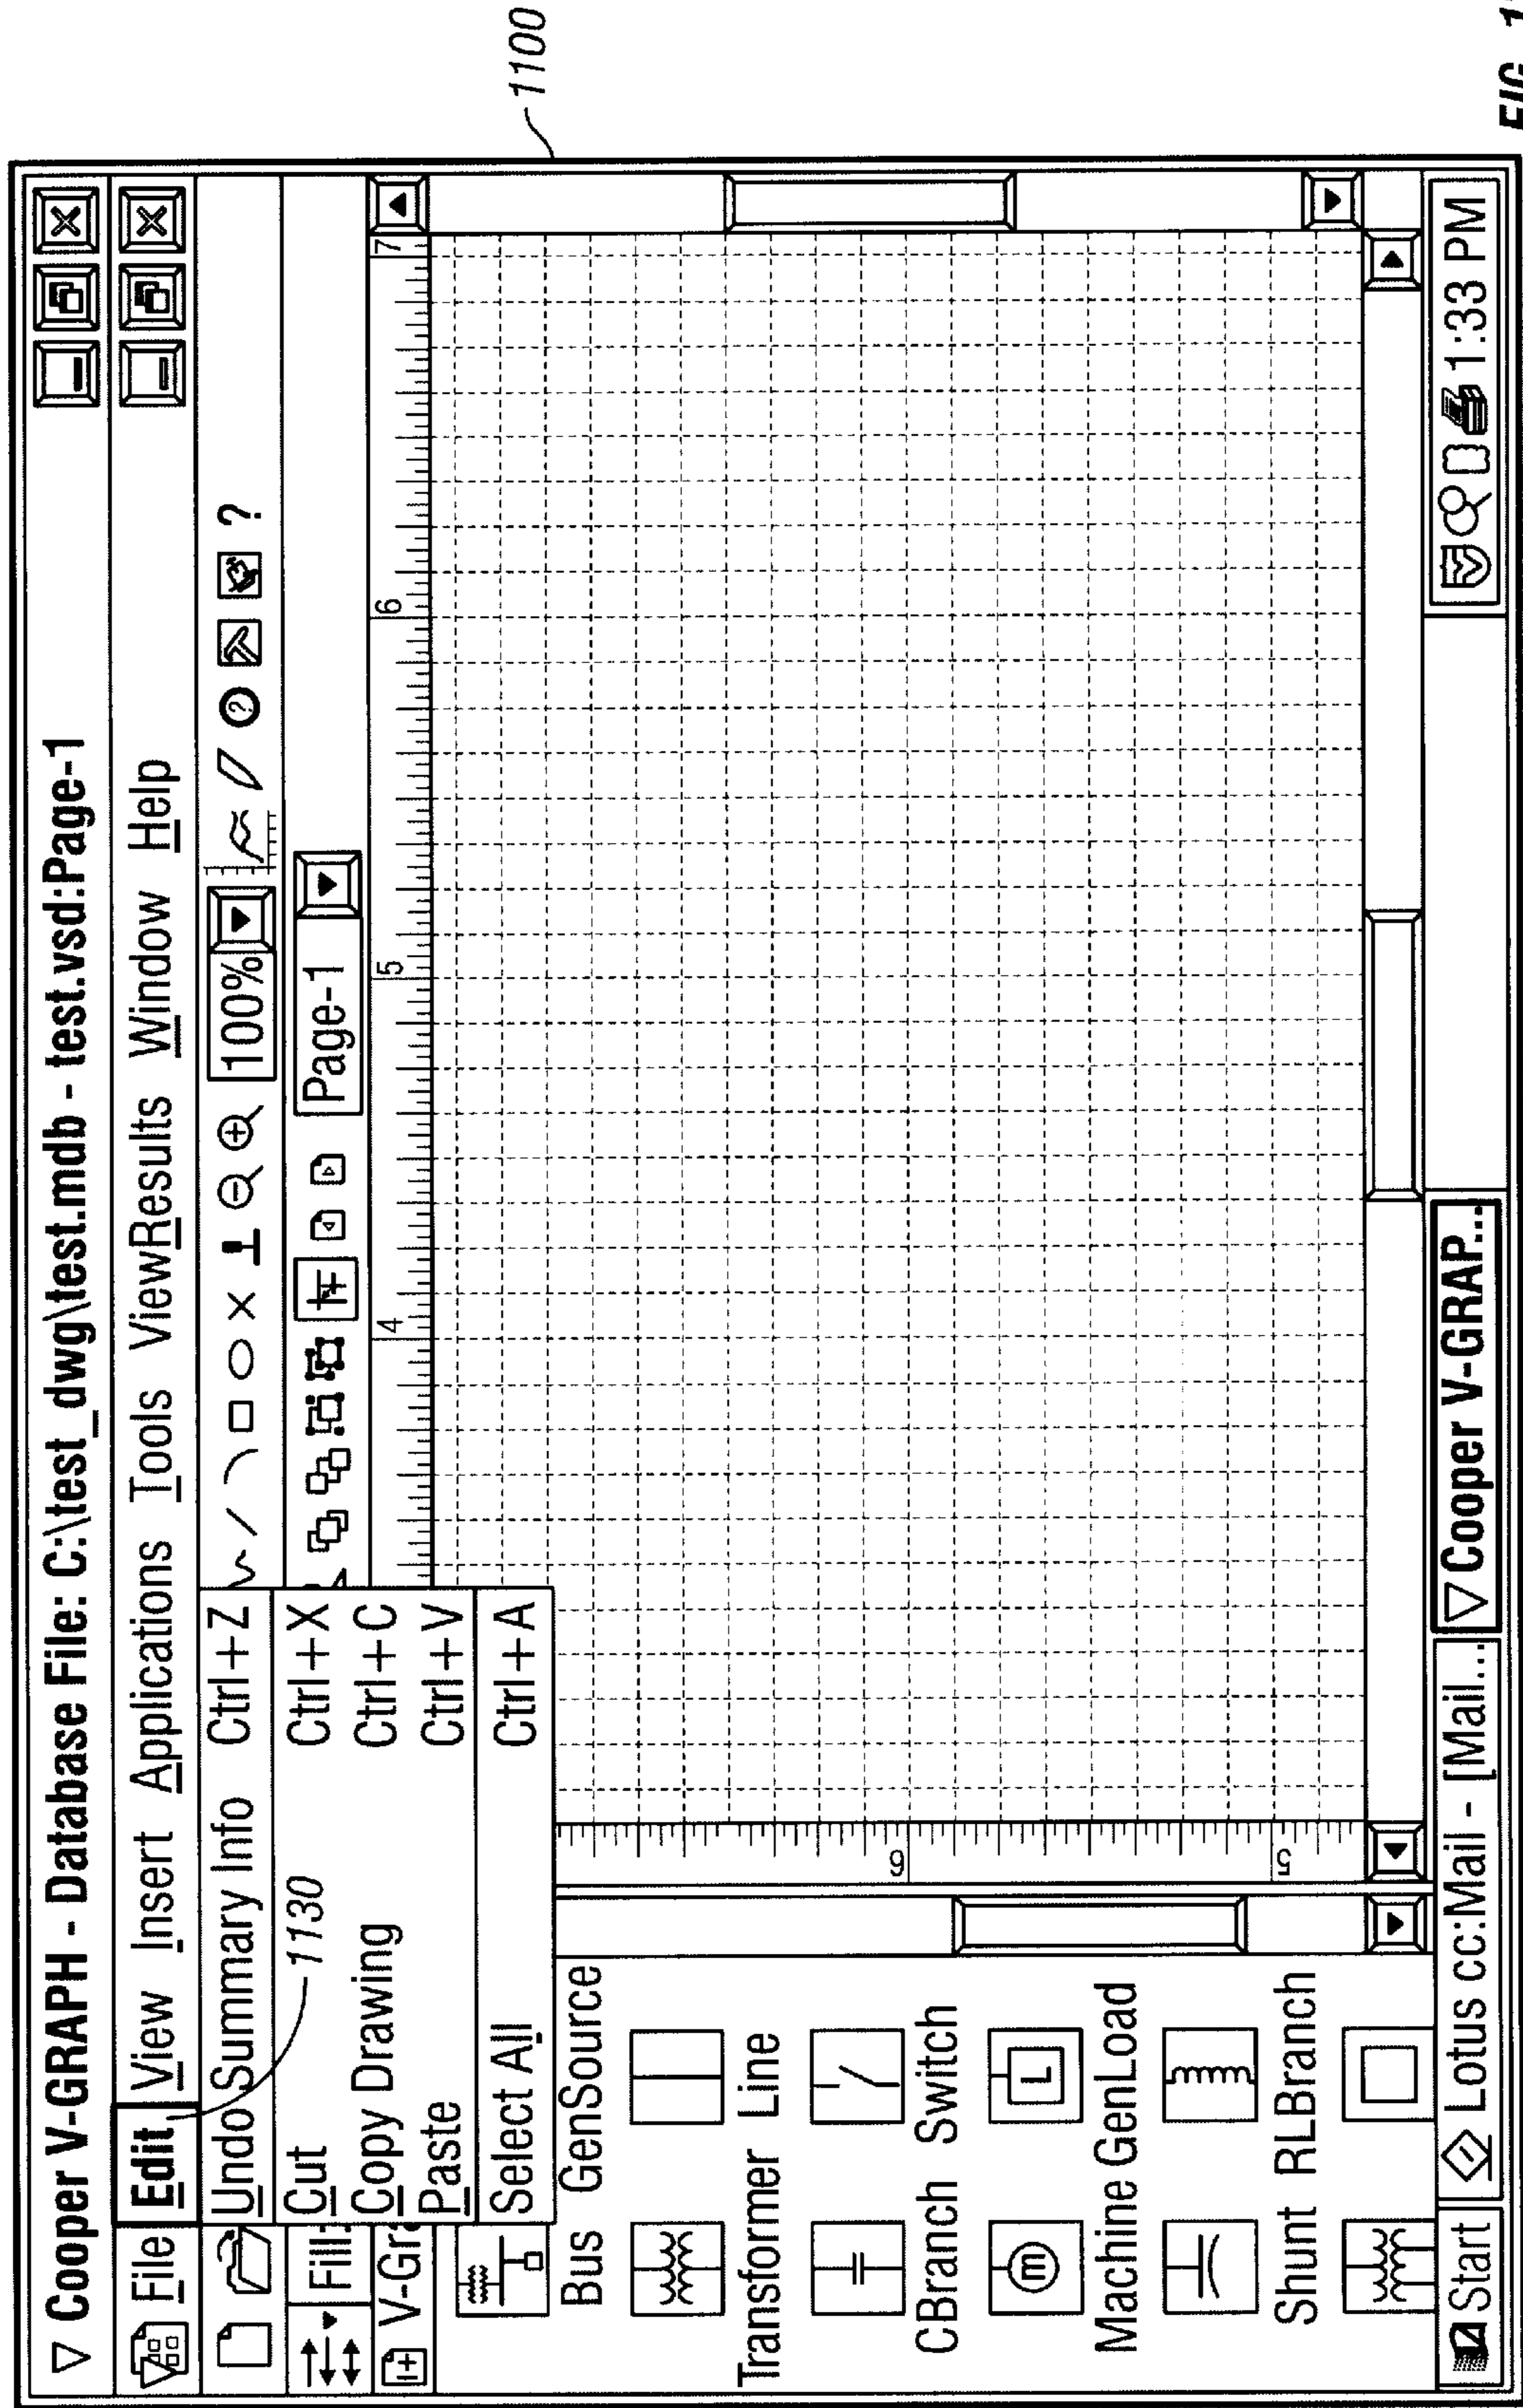 Cooper V-GRAPH - Database File: C:\test_dwg\test.mdb - test.vsd:Page-1
File Edit View Insert Applications Tools ViewResults Window Help
100% ?
Undo Summary Info Ctrl+Z
Cut Ctrl+X
Copy Drawing Ctrl+C
Paste Ctrl+V
Select All Ctrl+A
1130
Fill:
Page-1
V-Gra
4 5 6 7
6
5
Bus GenSource
Transformer Line
CBranch Switch
m L
Machine GenLoad
Shunt RLBranch
Start Lotus cc:Mail - [Mail... Cooper V-GRAP... 1:33 PM
1100